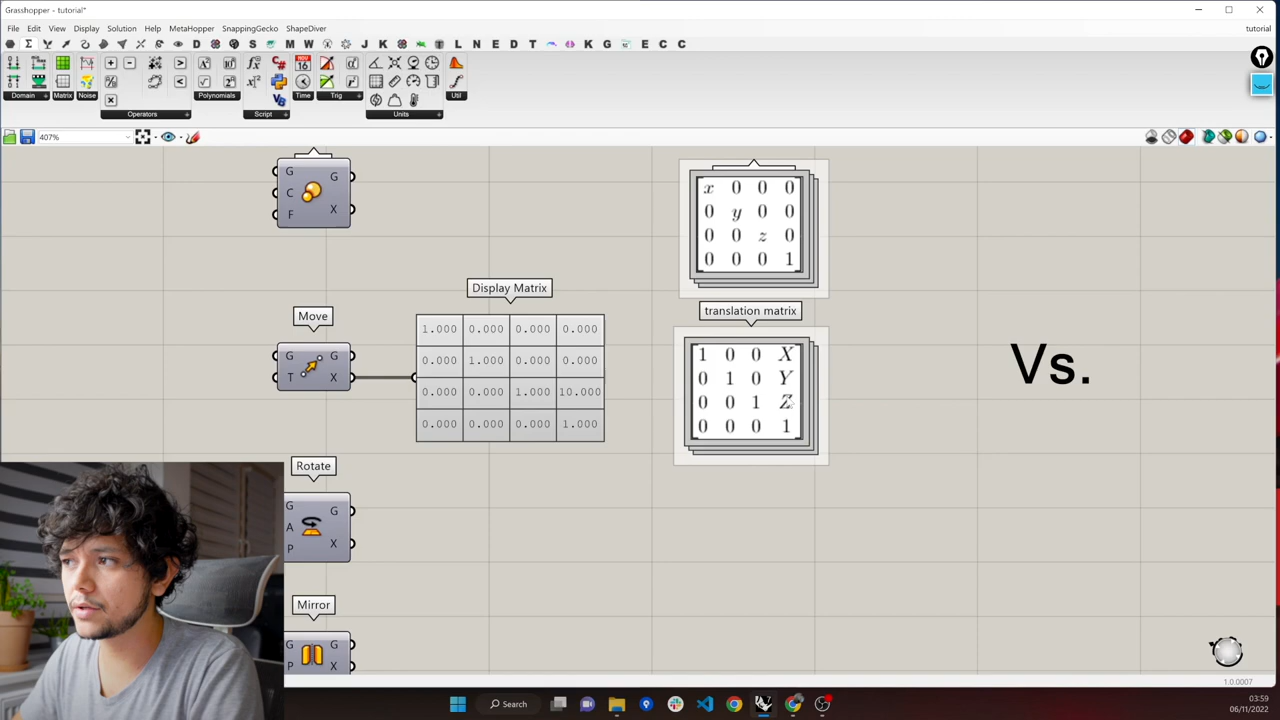 Grasshopper - tutorial*
File Edit View Display Solution Help MetaHopper SnappingGecko ShapeDiver tutorial
Σ D S M W J K L N E D T K G E C C
Domain Matrix Noise Operators Polynomials Script Time Trig Units Util
407%
G G
C X
F
x 0 0 0
0 y 0 0
0 0 z 0
0 0 0 1
Display Matrix
Move
translation matrix
G G
T X
1.000 0.000 0.000 0.000
0.000 1.000 0.000 0.000
0.000 0.000 1.000 10.000
0.000 0.000 0.000 1.000
1 0 0 X
0 1 0 Y
0 0 1 Z
0 0 0 1
Vs.
Rotate
G G
A
P X
Mirror
G G
P X
1.0.0007
Search
03:59
06/11/2022